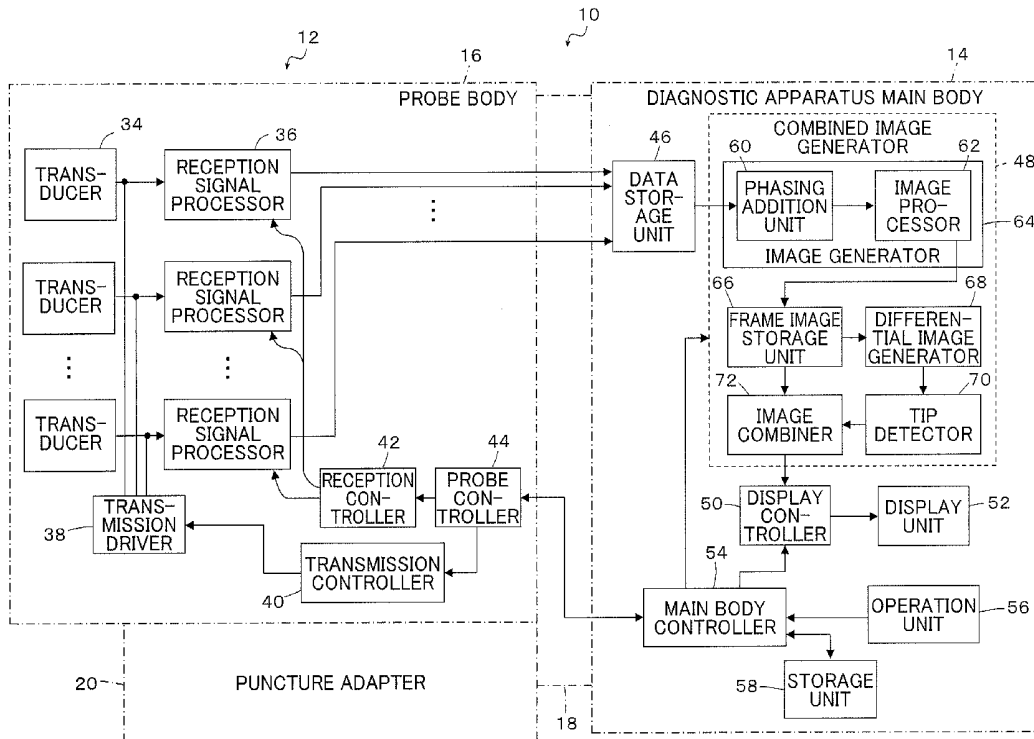 10
12
16
14
PROBE BODY
DIAGNOSTIC APPARATUS MAIN BODY
34
TRANS-
DUCER
36
RECEPTION
SIGNAL
PROCESSOR
46
DATA
STOR-
AGE
UNIT
COMBINED IMAGE
GENERATOR
48
60
PHASING
ADDITION
UNIT
62
IMAGE
PRO-
CESSOR
64
IMAGE GENERATOR
TRANS-
DUCER
RECEPTION
SIGNAL
PROCESSOR
66
FRAME IMAGE
STORAGE
UNIT
68
DIFFEREN-
TIAL IMAGE
GENERATOR
TRANS-
DUCER
RECEPTION
SIGNAL
PROCESSOR
72
IMAGE
COMBINER
70
TIP
DETECTOR
42
RECEPTION
CON-
TROLLER
44
PROBE CON-
TROLLER
38
TRANS-
MISSION
DRIVER
40
TRANSMISSION
CONTROLLER
50
DISPLAY
CON-
TROLLER
DISPLAY
UNIT
52
54
MAIN BODY
CONTROLLER
OPERATION
UNIT
56
58
STORAGE
UNIT
20
PUNCTURE ADAPTER
18